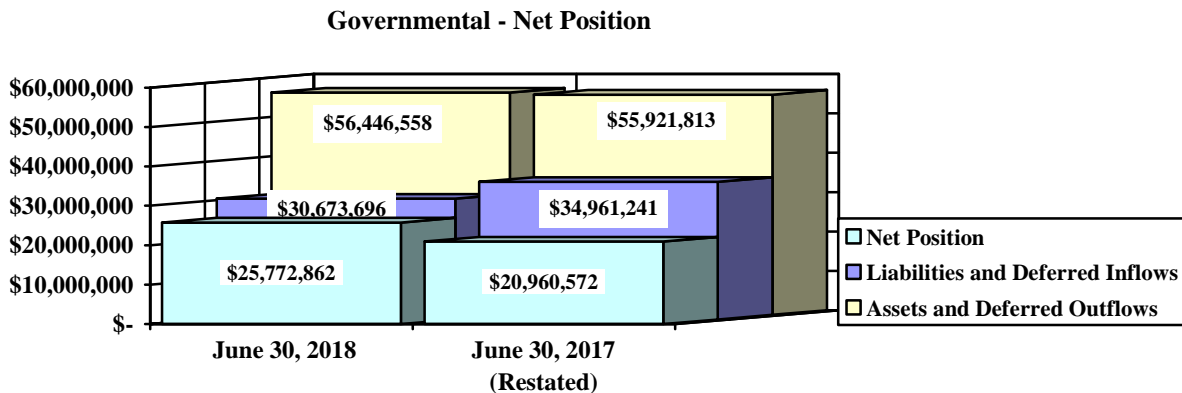 Governmental - Net Position
$60,000,000
$50,000,000
$40,000,000
$30,000,000
$20,000,000
$10,000,000
$-
$56,446,558
$55,921,813
$30,673,696
$34,961,241
$25,772,862
$20,960,572
June 30, 2018
June 30, 2017
(Restated)
Net Position
Liabilities and Deferred Inflows
Assets and Deferred Outflows